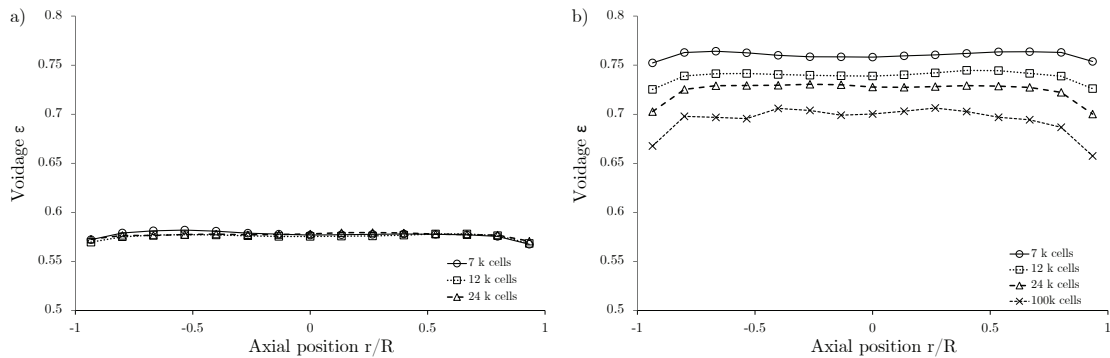 a)
0.8
0.75
0.7
0.65
0.6
0.55
0.5
Voidage ε
-1 -0.5 0 0.5 1
Axial position r/R
7 k cells
12 k cells
24 k cells
b)
0.8
0.75
0.7
0.65
0.6
0.55
0.5
Voidage ε
-1 -0.5 0 0.5 1
Axial position r/R
7 k cells
12 k cells
24 k cells
100k cells